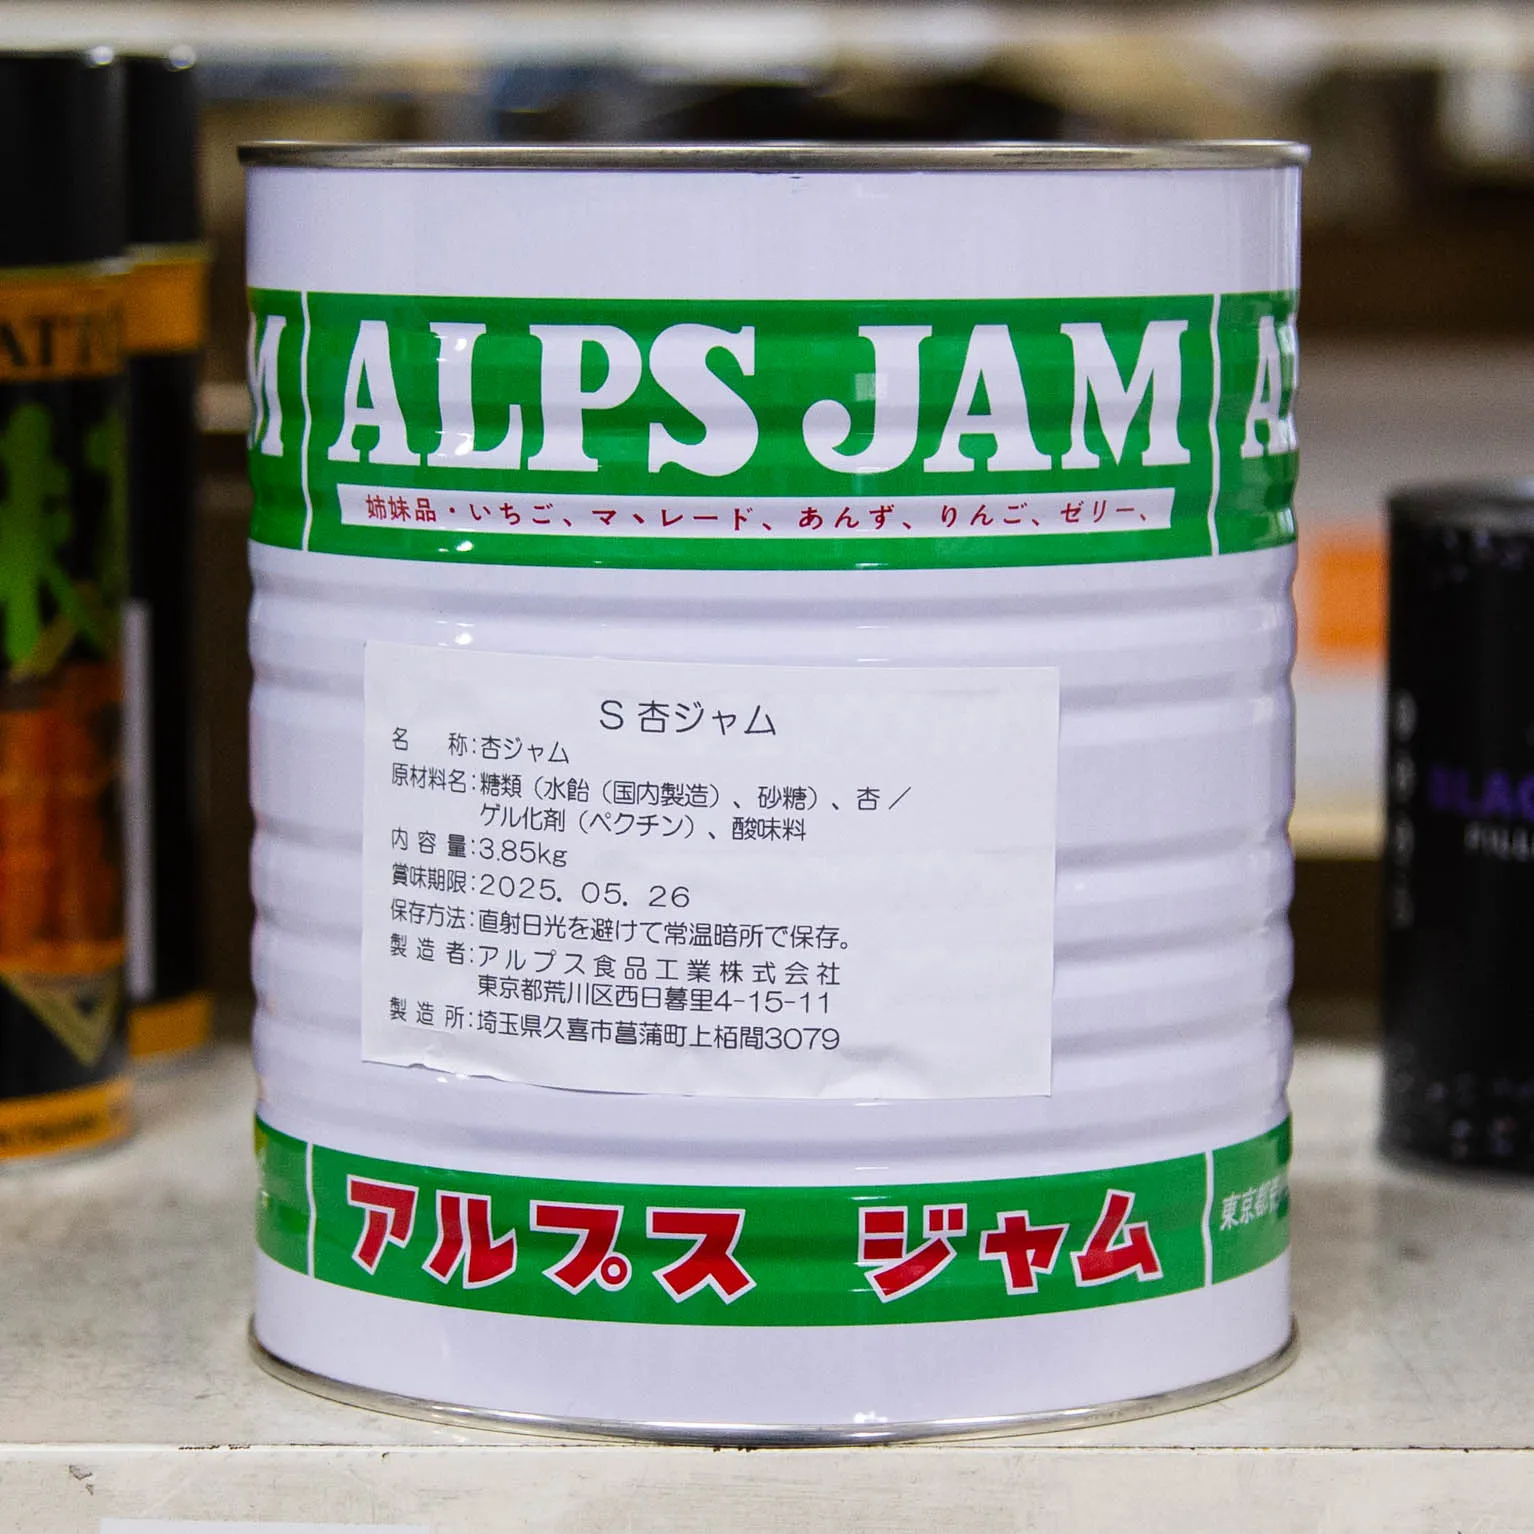 ALPS JAM
姉妹品・いちご、マヽレード、あんず、りんご、ゼリー、
S 杏ジャム
名 称:杏ジャム
原材料名:糖類（水飴（国内製造）、砂糖）、杏／
ゲル化剤（ペクチン）、酸味料
内容量:3.85kg
賞味期限:2025. 05. 26
保存方法:直射日光を避けて常温暗所で保存。
製造者:アルプス食品工業株式会社
東京都荒川区西日暮里4-15-11
製造所:埼玉県久喜市菖蒲町上栢間3079
アルプス ジャム
東京都荒